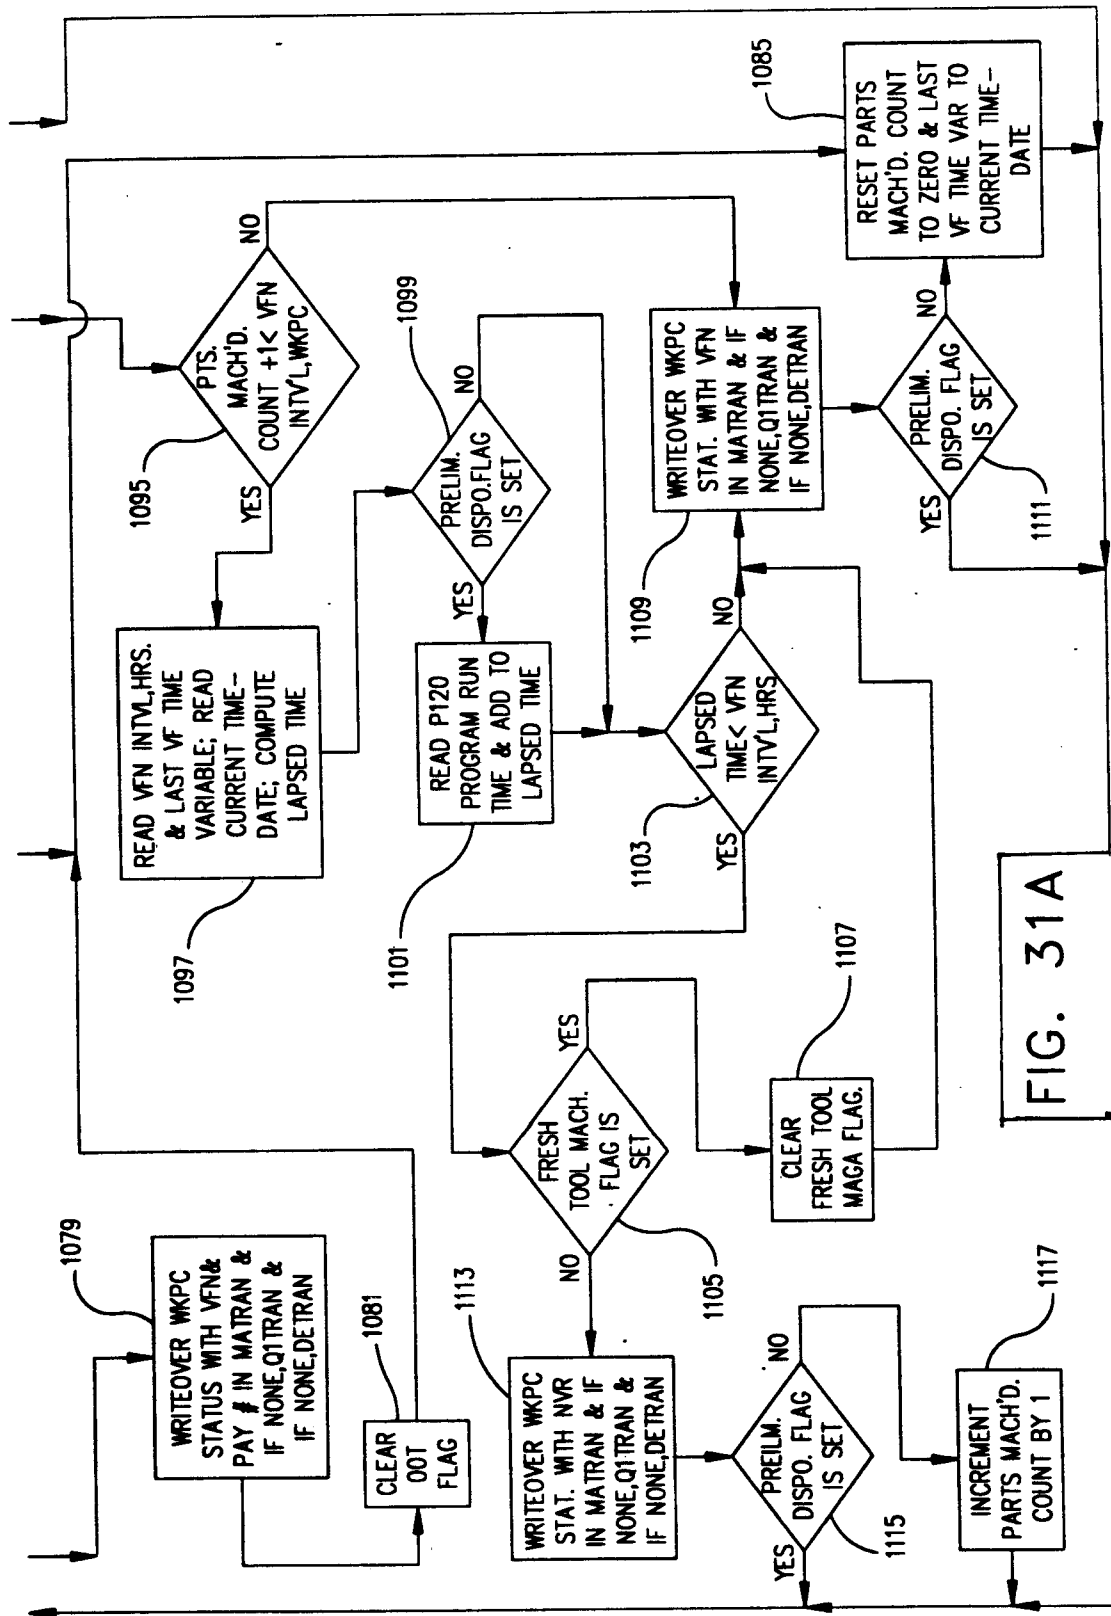 1079
WRITEOVER WKPC
STATUS WITH VFN&
PAY # IN MATRAN &
IF NONE,Q1TRAN &
IF NONE,DETRAN
1081
CLEAR
OOT
FLAG
1095
PTS.
MACH'D.
COUNT +1< VFN
INTV'L,WKPC
YES
NO
1097
READ VFN INTVL,HRS.
& LAST VF TIME
VARIABLE; READ
CURRENT TIME-
DATE; COMPUTE
LAPSED TIME
1099
PRELIM.
DISPO.FLAG
IS SET
YES
NO
1101
READ P120
PROGRAM RUN
TIME & ADD TO
LAPSED TIME
1103
LAPSED
TIME< VFN
INTV'L,HRS.
YES
NO
1085
RESET PARTS
MACH'D. COUNT
TO ZERO & LAST
VF TIME VAR TO
CURRENT TIME-
DATE
1109
WRITEOVER WKPC
STAT. WITH VFN
IN MATRAN & IF
NONE,Q1TRAN &
IF NONE,DETRAN
1111
PRELIM.
DISPO. FLAG
IS SET
YES
NO
1105
FRESH
TOOL MACH.
FLAG IS
SET
NO
YES
1107
CLEAR
FRESH TOOL
MAGA FLAG.
1113
WRITEOVER WKPC
STAT. WITH NVR
IN MATRAN & IF
NONE,Q1TRAN &
IF NONE,DETRAN
1115
PREILM.
DISPO. FLAG
IS SET
YES
NO
1117
INCREMENT
PARTS MACH'D.
COUNT BY 1
FIG. 31A